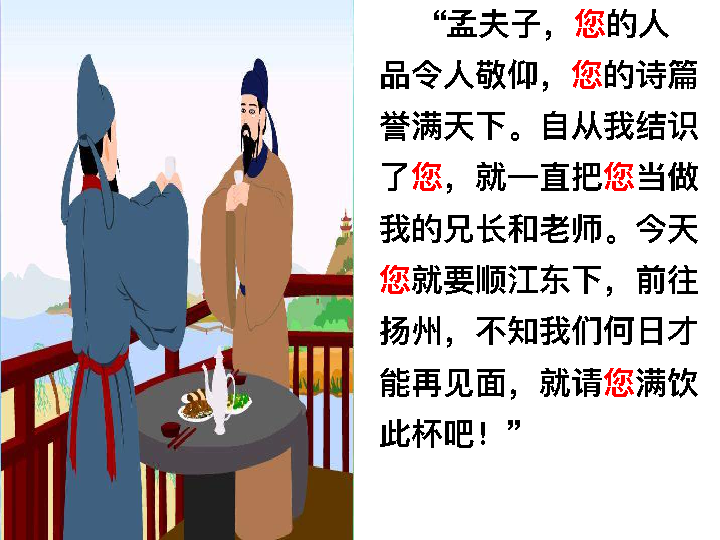 “孟夫子，您的人
品令人敬仰，您的诗篇
誉满天下。自从我结识
了您，就一直把您当做
我的兄长和老师。今天
您就要顺江东下，前往
扬州，不知我们何日才
能再见面，就请您满饮
此杯吧！”